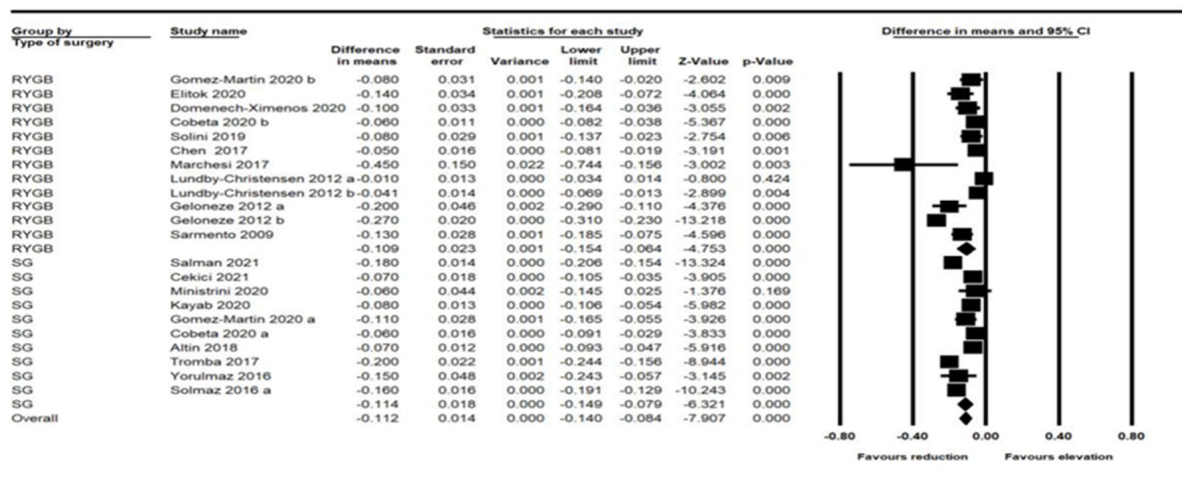 Group by Study name Statistics for each study Difference in means and 95% CI
Type of surgery
Difference in means Standard error Variance Lower limit Upper limit Z-Value p-Value
RYGB Gomez-Martin 2020 b -0.080 0.031 0.001 -0.140 -0.020 -2.602 0.009
RYGB Elitok 2020 -0.140 0.034 0.001 -0.208 -0.072 -4.064 0.000
RYGB Domenech-Ximenos 2020 -0.100 0.033 0.001 -0.164 -0.036 -3.055 0.002
RYGB Cobeta 2020 b -0.060 0.011 0.000 -0.082 -0.038 -5.367 0.000
RYGB Solini 2019 -0.080 0.029 0.001 -0.137 -0.023 -2.754 0.006
RYGB Chen 2017 -0.050 0.016 0.000 -0.081 -0.019 -3.191 0.001
RYGB Marchesi 2017 -0.450 0.150 0.022 -0.744 -0.156 -3.002 0.003
RYGB Lundby-Christensen 2012 a -0.010 0.013 0.000 -0.034 0.014 -0.800 0.424
RYGB Lundby-Christensen 2012 b -0.041 0.014 0.000 -0.069 -0.013 -2.899 0.004
RYGB Geloneze 2012 a -0.200 0.046 0.002 -0.290 -0.110 -4.376 0.000
RYGB Geloneze 2012 b -0.270 0.020 0.000 -0.310 -0.230 -13.218 0.000
RYGB Sarmento 2009 -0.130 0.028 0.001 -0.185 -0.075 -4.596 0.000
RYGB -0.109 0.023 0.001 -0.154 -0.064 -4.753 0.000
SG Salman 2021 -0.180 0.014 0.000 -0.206 -0.154 -13.324 0.000
SG Cekici 2021 -0.070 0.018 0.000 -0.105 -0.035 -3.905 0.000
SG Ministrini 2020 -0.060 0.044 0.002 -0.145 0.025 -1.376 0.169
SG Kayab 2020 -0.080 0.013 0.000 -0.106 -0.054 -5.982 0.000
SG Gomez-Martin 2020 a -0.110 0.028 0.001 -0.165 -0.055 -3.926 0.000
SG Cobeta 2020 a -0.060 0.016 0.000 -0.091 -0.029 -3.833 0.000
SG Altin 2018 -0.070 0.012 0.000 -0.093 -0.047 -5.916 0.000
SG Tromba 2017 -0.200 0.022 0.001 -0.244 -0.156 -8.944 0.000
SG Yorulmaz 2016 -0.150 0.048 0.002 -0.243 -0.057 -3.145 0.002
SG Solmaz 2016 a -0.160 0.016 0.000 -0.191 -0.129 -10.243 0.000
SG -0.114 0.018 0.000 -0.149 -0.079 -6.321 0.000
Overall -0.112 0.014 0.000 -0.140 -0.084 -7.907 0.000
-0.80 -0.40 0.00 0.40 0.80
Favours reduction Favours elevation